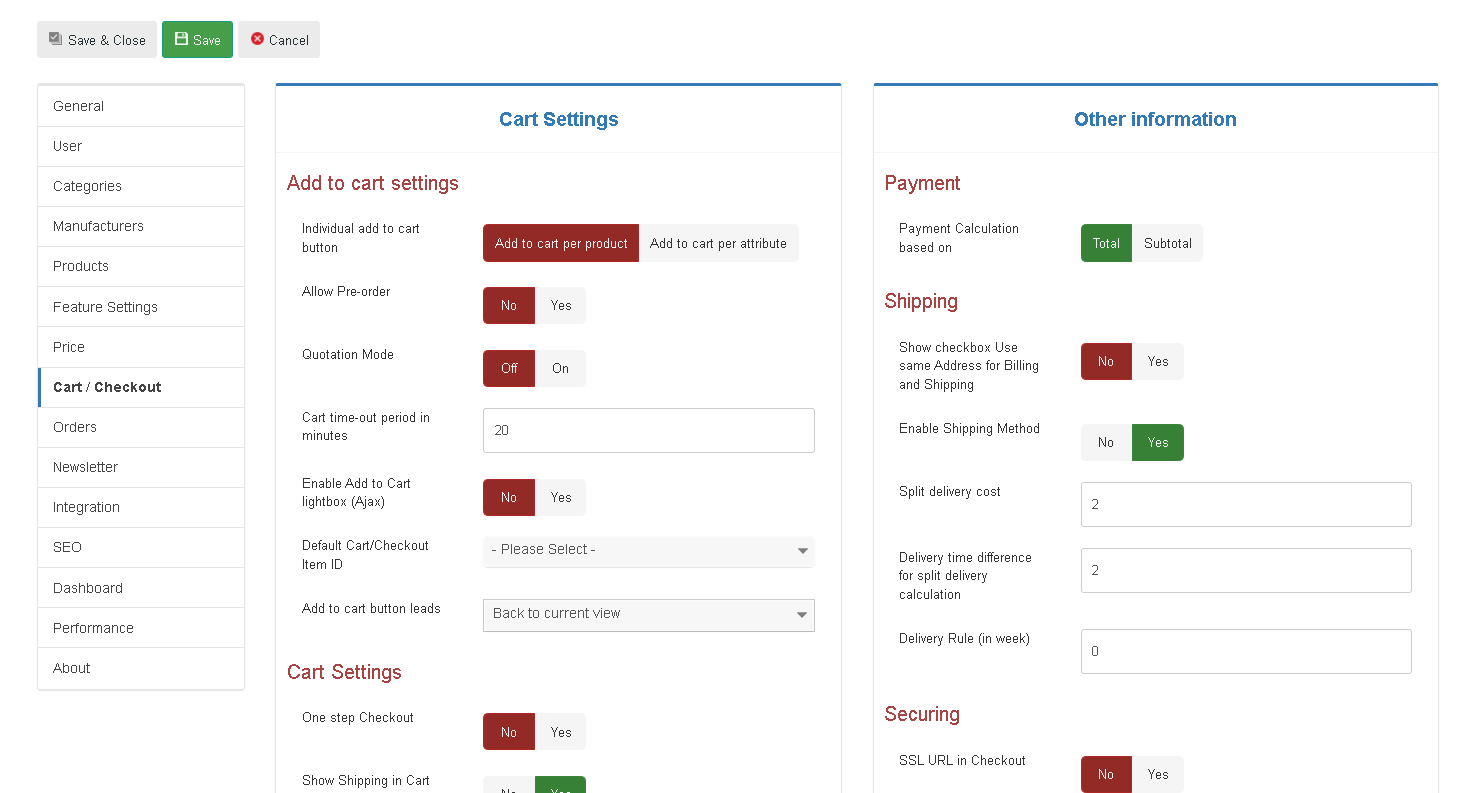 Save & Close
Save
Cancel
General
User
Categories
Manufacturers
Products
Feature Settings
Price
Cart / Checkout
Orders
Newsletter
Integration
SEO
Dashboard
Performance
About
Cart Settings
Add to cart settings
Individual add to cart
button
Add to cart per product
Add to cart per attribute
Allow Pre-order
No
Yes
Quotation Mode
Off
On
Cart time-out period in
minutes
20
Enable Add to Cart
lightbox (Ajax)
No
Yes
Default Cart/Checkout
Item ID
- Please Select -
Add to cart button leads
Back to current view
Cart Settings
One step Checkout
No
Yes
Show Shipping in Cart
No
Yes
Other information
Payment
Payment Calculation
based on
Total
Subtotal
Shipping
Show checkbox Use
same Address for Billing
and Shipping
No
Yes
Enable Shipping Method
No
Yes
Split delivery cost
2
Delivery time difference
for split delivery
calculation
2
Delivery Rule (in week)
0
Securing
SSL URL in Checkout
No
Yes